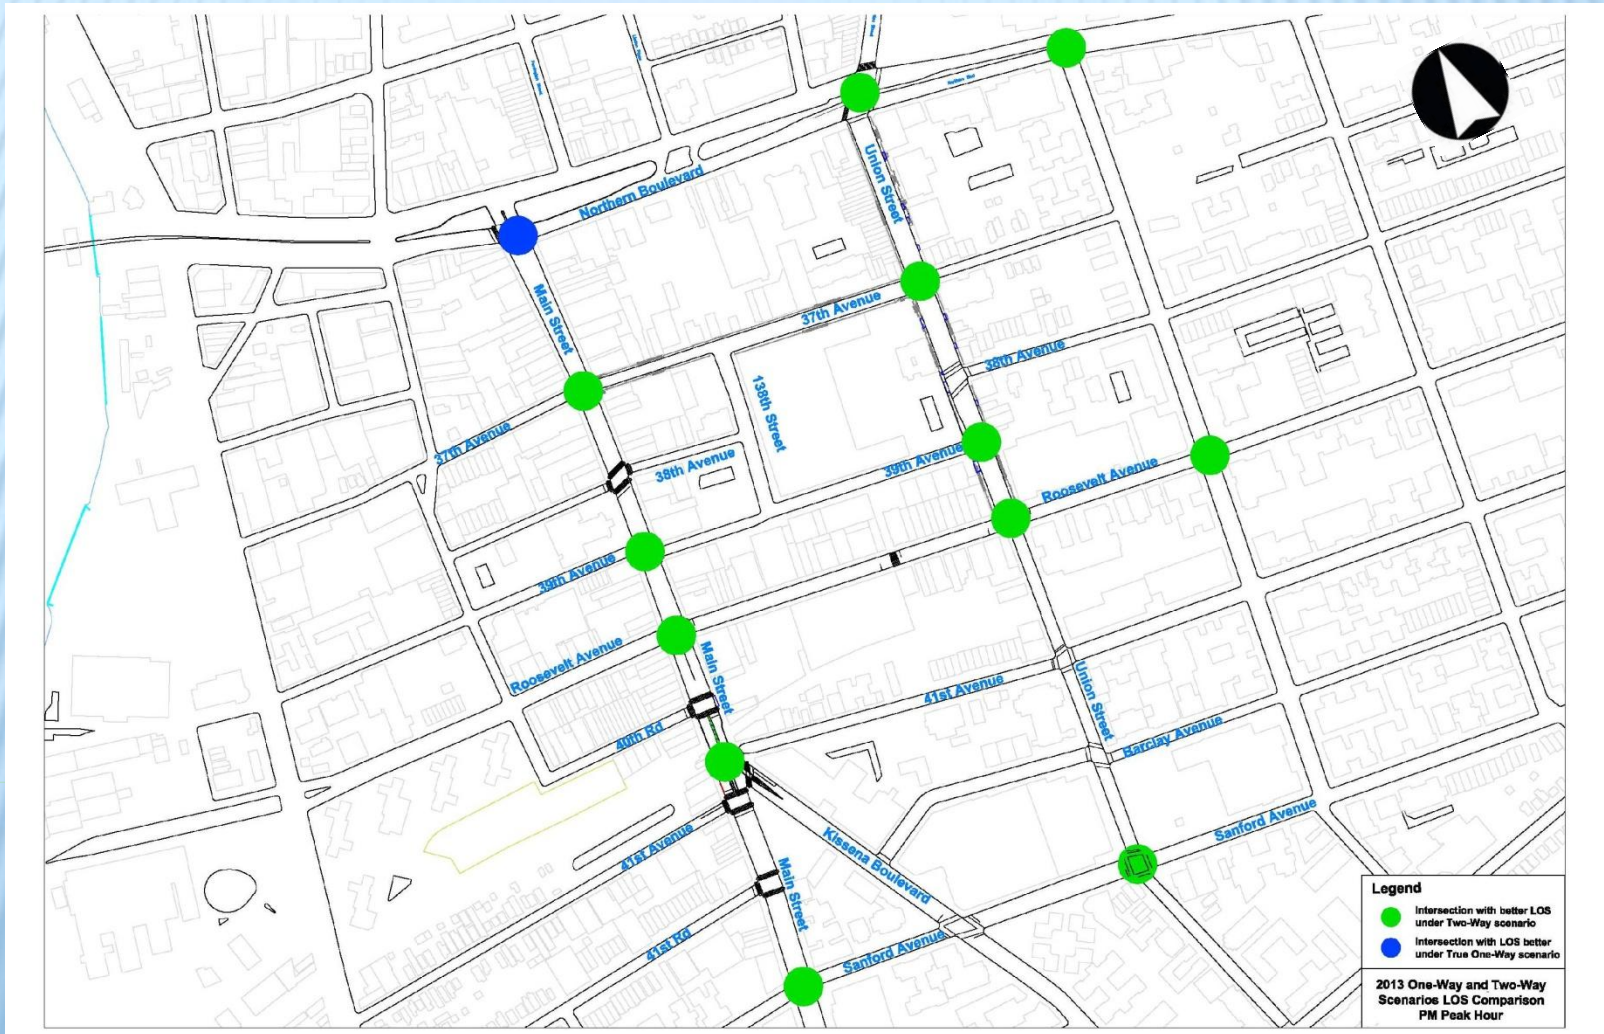 Northern Blvd
Union Street
Northern Boulevard
Main Street
37th Avenue
38th Avenue
138th Street
37th Avenue
38th Avenue
39th Avenue
Roosevelt Avenue
39th Avenue
Roosevelt Avenue
Main Street
41st Avenue
Union Street
40th Rd
Barclay Avenue
Sanford Avenue
41st Avenue
Kissena Boulevard
Main Street
41st Rd
Sanford Avenue
Legend
Intersection with better LOS
under Two-Way scenario
Intersection with LOS better
under True One-Way scenario
2013 One-Way and Two-Way
Scenarios LOS Comparison
PM Peak Hour